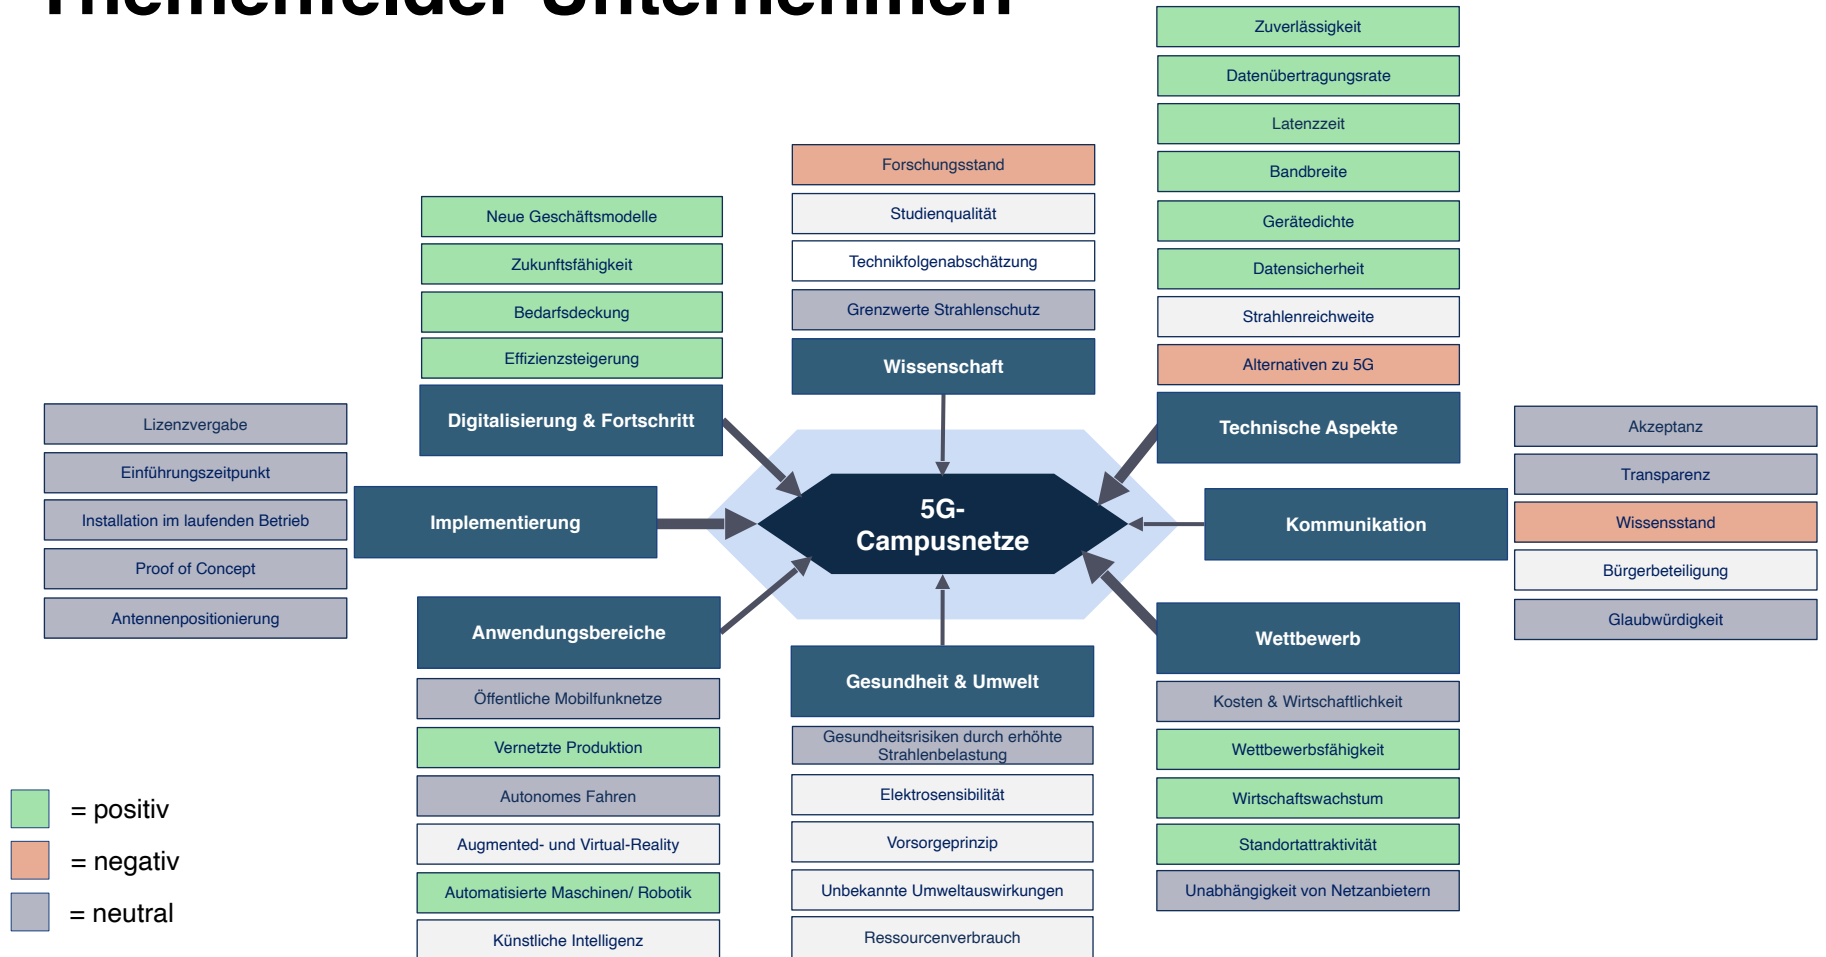 Themenfelder Unternehmen
Zuverlässigkeit
Datenübertragungsrate
Latenzzeit
Bandbreite
Gerätedichte
Datensicherheit
Strahlenreichweite
Alternativen zu 5G
Technische Aspekte
Forschungsstand
Studienqualität
Technikfolgenabschätzung
Grenzwerte Strahlenschutz
Wissenschaft
Neue Geschäftsmodelle
Zukunftsfähigkeit
Bedarfsdeckung
Effizienzsteigerung
Digitalisierung & Fortschritt
Lizenzvergabe
Einführungszeitpunkt
Installation im laufenden Betrieb
Proof of Concept
Antennenpositionierung
Implementierung
5G-
Campusnetze
Kommunikation
Akzeptanz
Transparenz
Wissensstand
Bürgerbeteiligung
Glaubwürdigkeit
Anwendungsbereiche
Öffentliche Mobilfunknetze
Vernetzte Produktion
Autonomes Fahren
Augmented- und Virtual-Reality
Automatisierte Maschinen/ Robotik
Künstliche Intelligenz
Gesundheit & Umwelt
Gesundheitsrisiken durch erhöhte
Strahlenbelastung
Elektrosensibilität
Vorsorgeprinzip
Unbekannte Umweltauswirkungen
Ressourcenverbrauch
Wettbewerb
Kosten & Wirtschaftlichkeit
Wettbewerbsfähigkeit
Wirtschaftswachstum
Standortattraktivität
Unabhängigkeit von Netzanbietern
= positiv
= negativ
= neutral